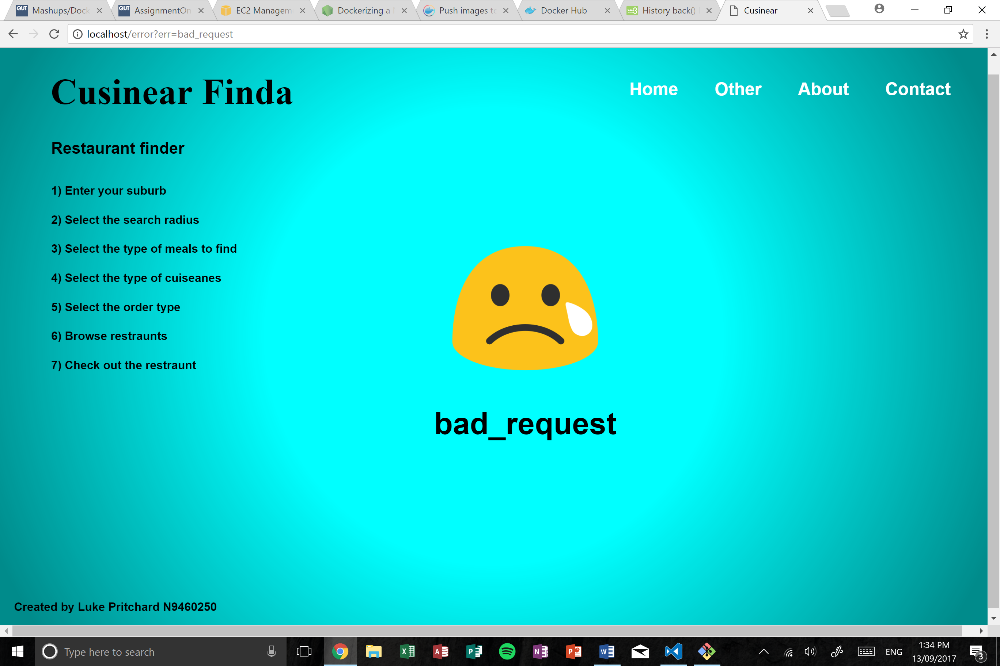 QUT Mashups/Dock
QUT AssignmentOn
EC2 Managem
Dockerizing a
Push images to
Docker Hub
w3 History back()
Cusinear
localhost/error?err=bad_request
Cusinear Finda
Home Other About Contact
Restaurant finder
1) Enter your suburb
2) Select the search radius
3) Select the type of meals to find
4) Select the type of cuiseanes
5) Select the order type
6) Browse restraunts
7) Check out the restraunt
bad_request
Created by Luke Pritchard N9460250
Type here to search
ENG
1:34 PM
13/09/2017
3